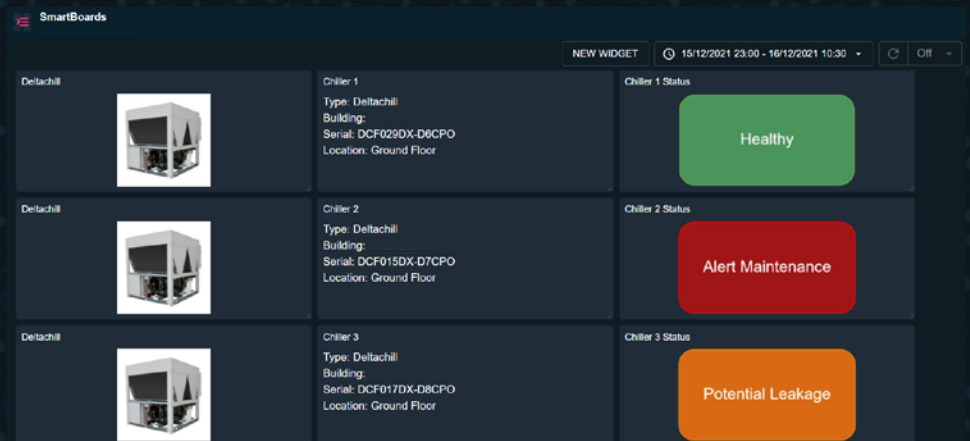 SmartBoards
NEW WIDGET
15/12/2021 23:00 - 16/12/2021 10:30
Off
Deltachill
Chiller 1
Type: Deltachill
Building:
Serial: DCF029DX-D6CPO
Location: Ground Floor
Chiller 1 Status
Healthy
Deltachill
Chiller 2
Type: Deltachill
Building:
Serial: DCF015DX-D7CPO
Location: Ground Floor
Chiller 2 Status
Alert Maintenance
Deltachill
Chiller 3
Type: Deltachill
Building:
Serial: DCF017DX-D8CPO
Location: Ground Floor
Chiller 3 Status
Potential Leakage